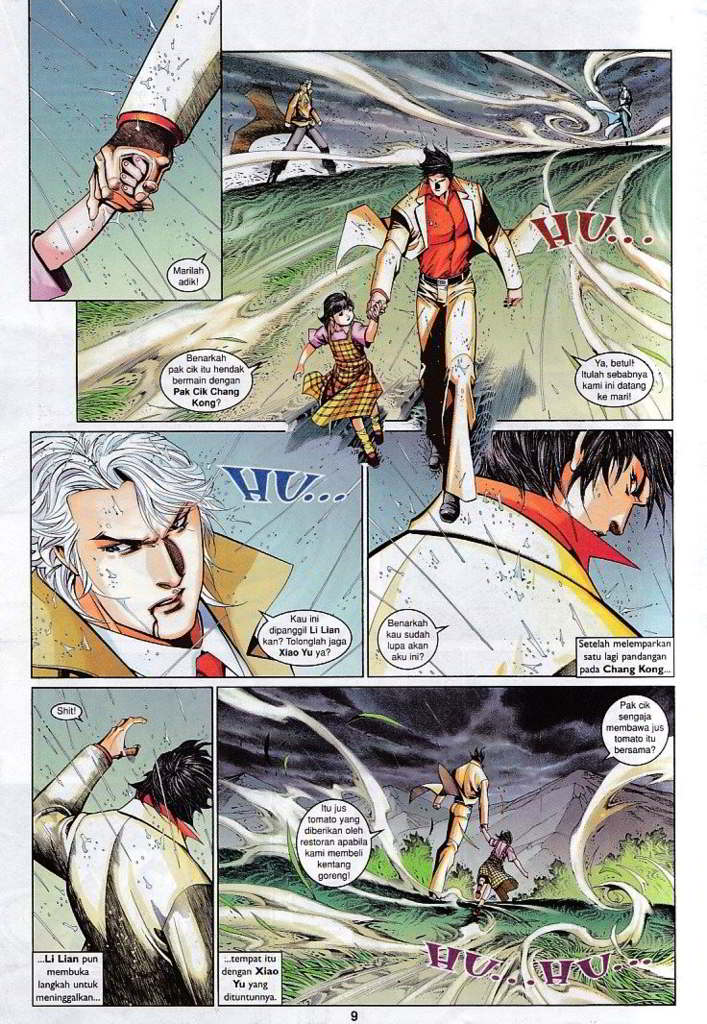 Marilah
adik!
HU...
Benarkah
pak cik itu hendak
bermain dengan
Pak Cik Chang
Kong?
Ya, betul!
Itulah sebabnya
kami ini datang
ke mari!
HU...
Kau ini
dipanggil Li Lian
kan? Tolonglah jaga
Xiao Yu ya?
Benarkah
kau sudah
lupa akan
aku ini?
Setelah melemparkan
satu lagi pandangan
pada Chang Kong...
Shit!
...Li Lian pun
membuka
langkah untuk
meninggalkan...
Pak cik
sengaja
membawa jus
tomato itu
bersama?
Itu jus
tomato yang
diberikan oleh
restoran apabila
kami membeli
kentang
goreng!
...tempat itu
dengan Xiao
Yu yang
dituntunnya.
HU...HU...
9